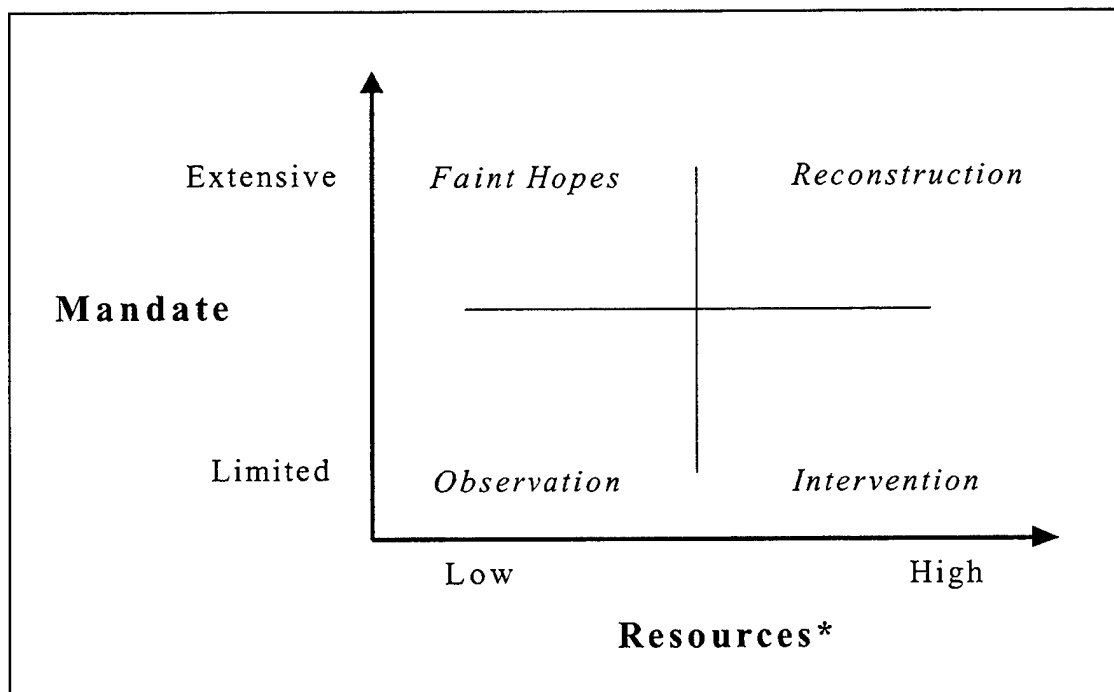 Extensive
Faint Hopes
Reconstruction
Mandate
Limited
Observation
Intervention
Low
High
Resources*